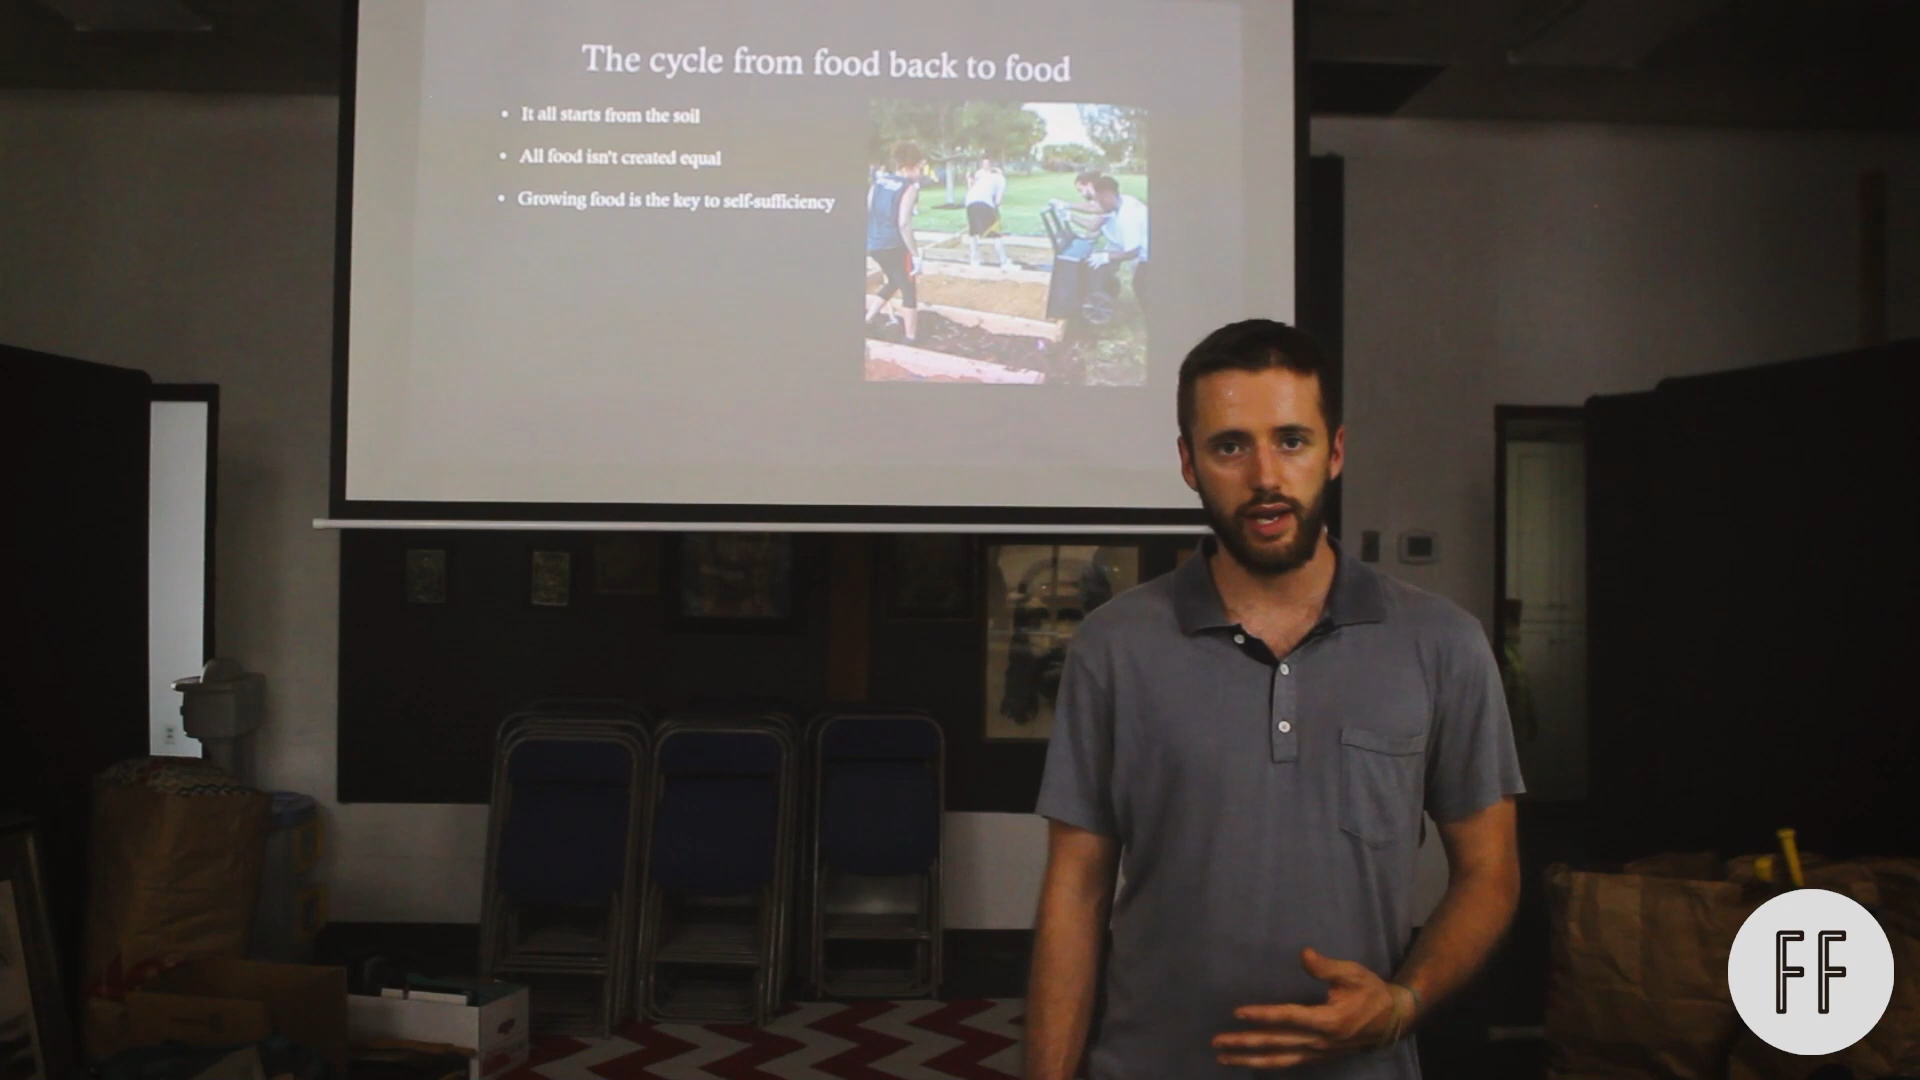 The cycle from food back to food
• It all starts from the soil
• All food isn't created equal
• Growing food is the key to self-sufficiency
FF